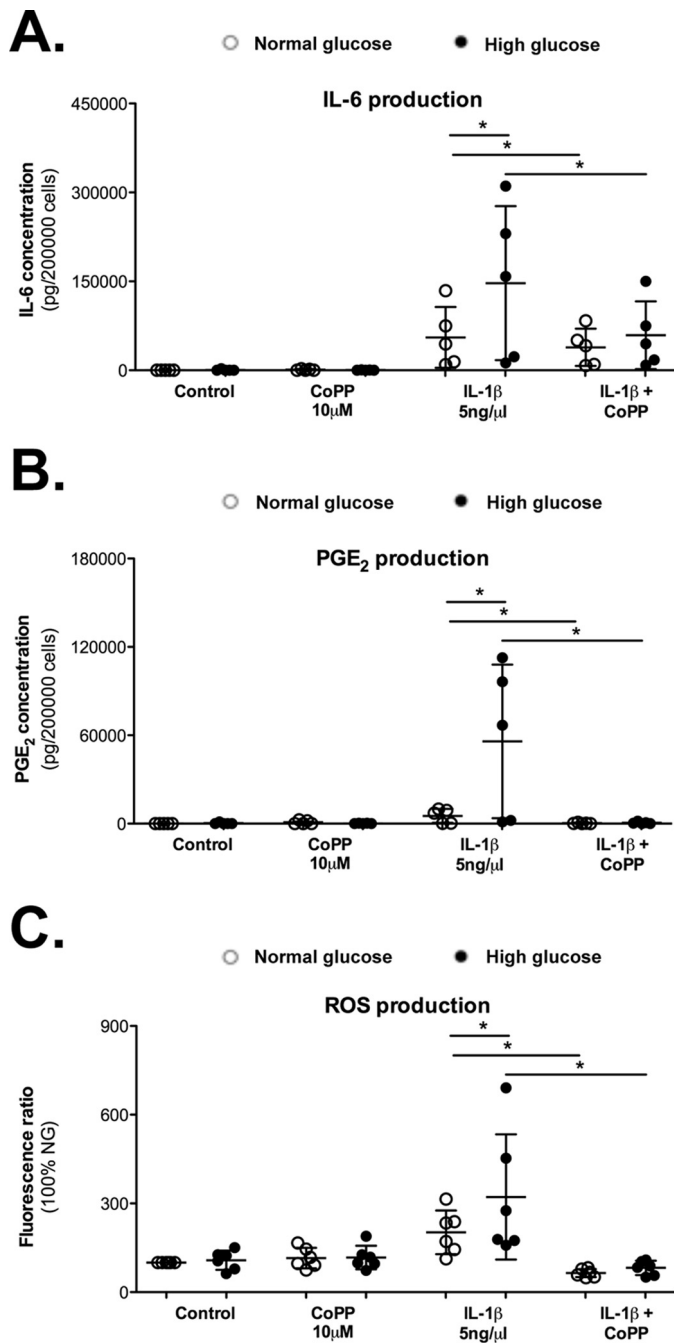 A.
Normal glucose
High glucose
IL-6 production
IL-6 concentration
(pg/200000 cells)
450000
300000
150000
0
*
*
*
Control
CoPP
10μM
IL-1β
5ng/μl
IL-1β +
CoPP
B.
Normal glucose
High glucose
PGE2 production
PGE2 concentration
(pg/200000 cells)
180000
120000
60000
0
*
*
*
Control
CoPP
10μM
IL-1β
5ng/μl
IL-1β +
CoPP
C.
Normal glucose
High glucose
ROS production
Fluorescence ratio
(100% NG)
900
600
300
0
*
*
*
Control
CoPP
10μM
IL-1β
5ng/μl
IL-1β +
CoPP